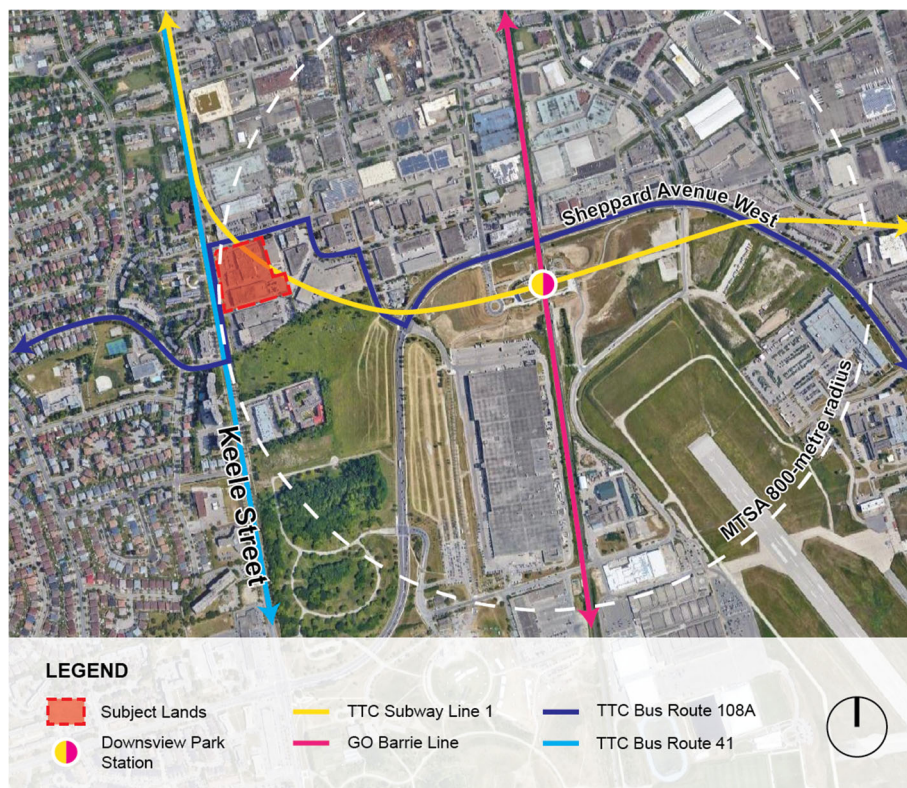 Sheppard Avenue West
Keele Street
MTSA 800-metre radius
LEGEND
Subject Lands
Downsview Park
Station
TTC Subway Line 1
GO Barrie Line
TTC Bus Route 108A
TTC Bus Route 41